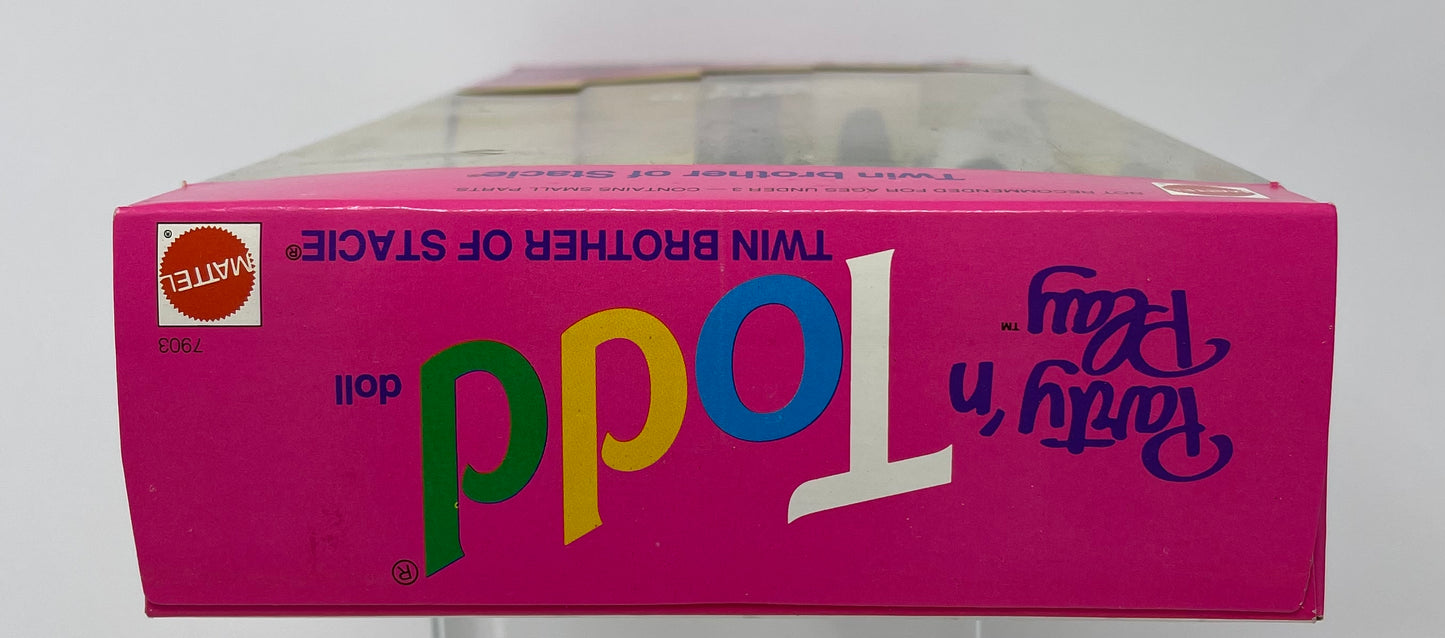 Party 'n
Play™
Todd®
doll
TWIN BROTHER OF STACIE®
7903
MATTEL
®
Twin brother of Stacie®
NOT RECOMMENDED FOR AGES UNDER 3 – CONTAINS SMALL PARTS